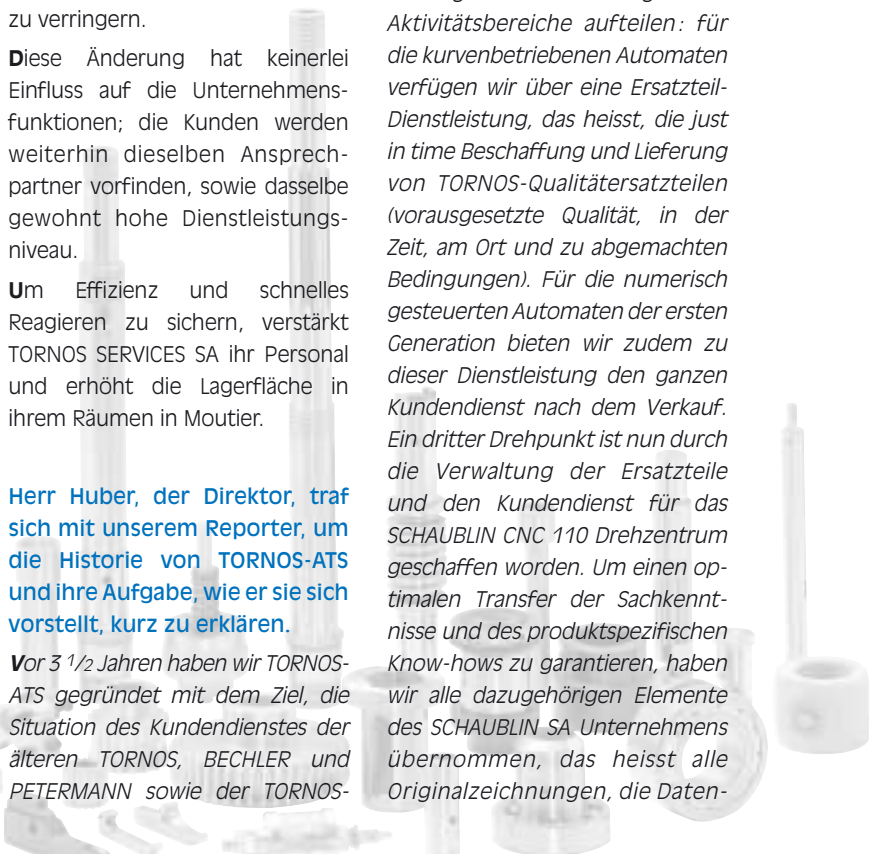 zu verringern.
Diese Änderung hat keinerlei
Einfluss auf die Unternehmens-
funktionen; die Kunden werden
weiterhin dieselben Ansprech-
partner vorfinden, sowie dasselbe
gewohnt hohe Dienstleistungs-
niveau.
Um Effizienz und schnelles
Reagieren zu sichern, verstärkt
TORNOS SERVICES SA ihr Personal
und erhöht die Lagerfläche in
ihrem Räumen in Moutier.
Herr Huber, der Direktor, traf
sich mit unserem Reporter, um
die Historie von TORNOS-ATS
und ihre Aufgabe, wie er sie sich
vorstellt, kurz zu erklären.
Vor 3 1/2 Jahren haben wir TORNOS-
ATS gegründet mit dem Ziel, die
Situation des Kundendienstes der
älteren TORNOS, BECHLER und
PETERMANN sowie der TORNOS-
Aktivitätsbereiche aufteilen: für
die kurvenbetriebenen Automaten
verfügen wir über eine Ersatzteil-
Dienstleistung, das heisst, die just
in time Beschaffung und Lieferung
von TORNOS-Qualitätersatzteilen
(vorausgesetzte Qualität, in der
Zeit, am Ort und zu abgemachten
Bedingungen). Für die numerisch
gesteuerten Automaten der ersten
Generation bieten wir zudem zu
dieser Dienstleistung den ganzen
Kundendienst nach dem Verkauf.
Ein dritter Drehpunkt ist nun durch
die Verwaltung der Ersatzteile
und den Kundendienst für das
SCHAUBLIN CNC 110 Drehzentrum
geschaffen worden. Um einen op-
timalen Transfer der Sachkennt-
nisse und des produktspezifischen
Know-hows zu garantieren, haben
wir alle dazugehörigen Elemente
des SCHAUBLIN SA Unternehmens
übernommen, das heisst alle
Originalzeichnungen, die Daten-